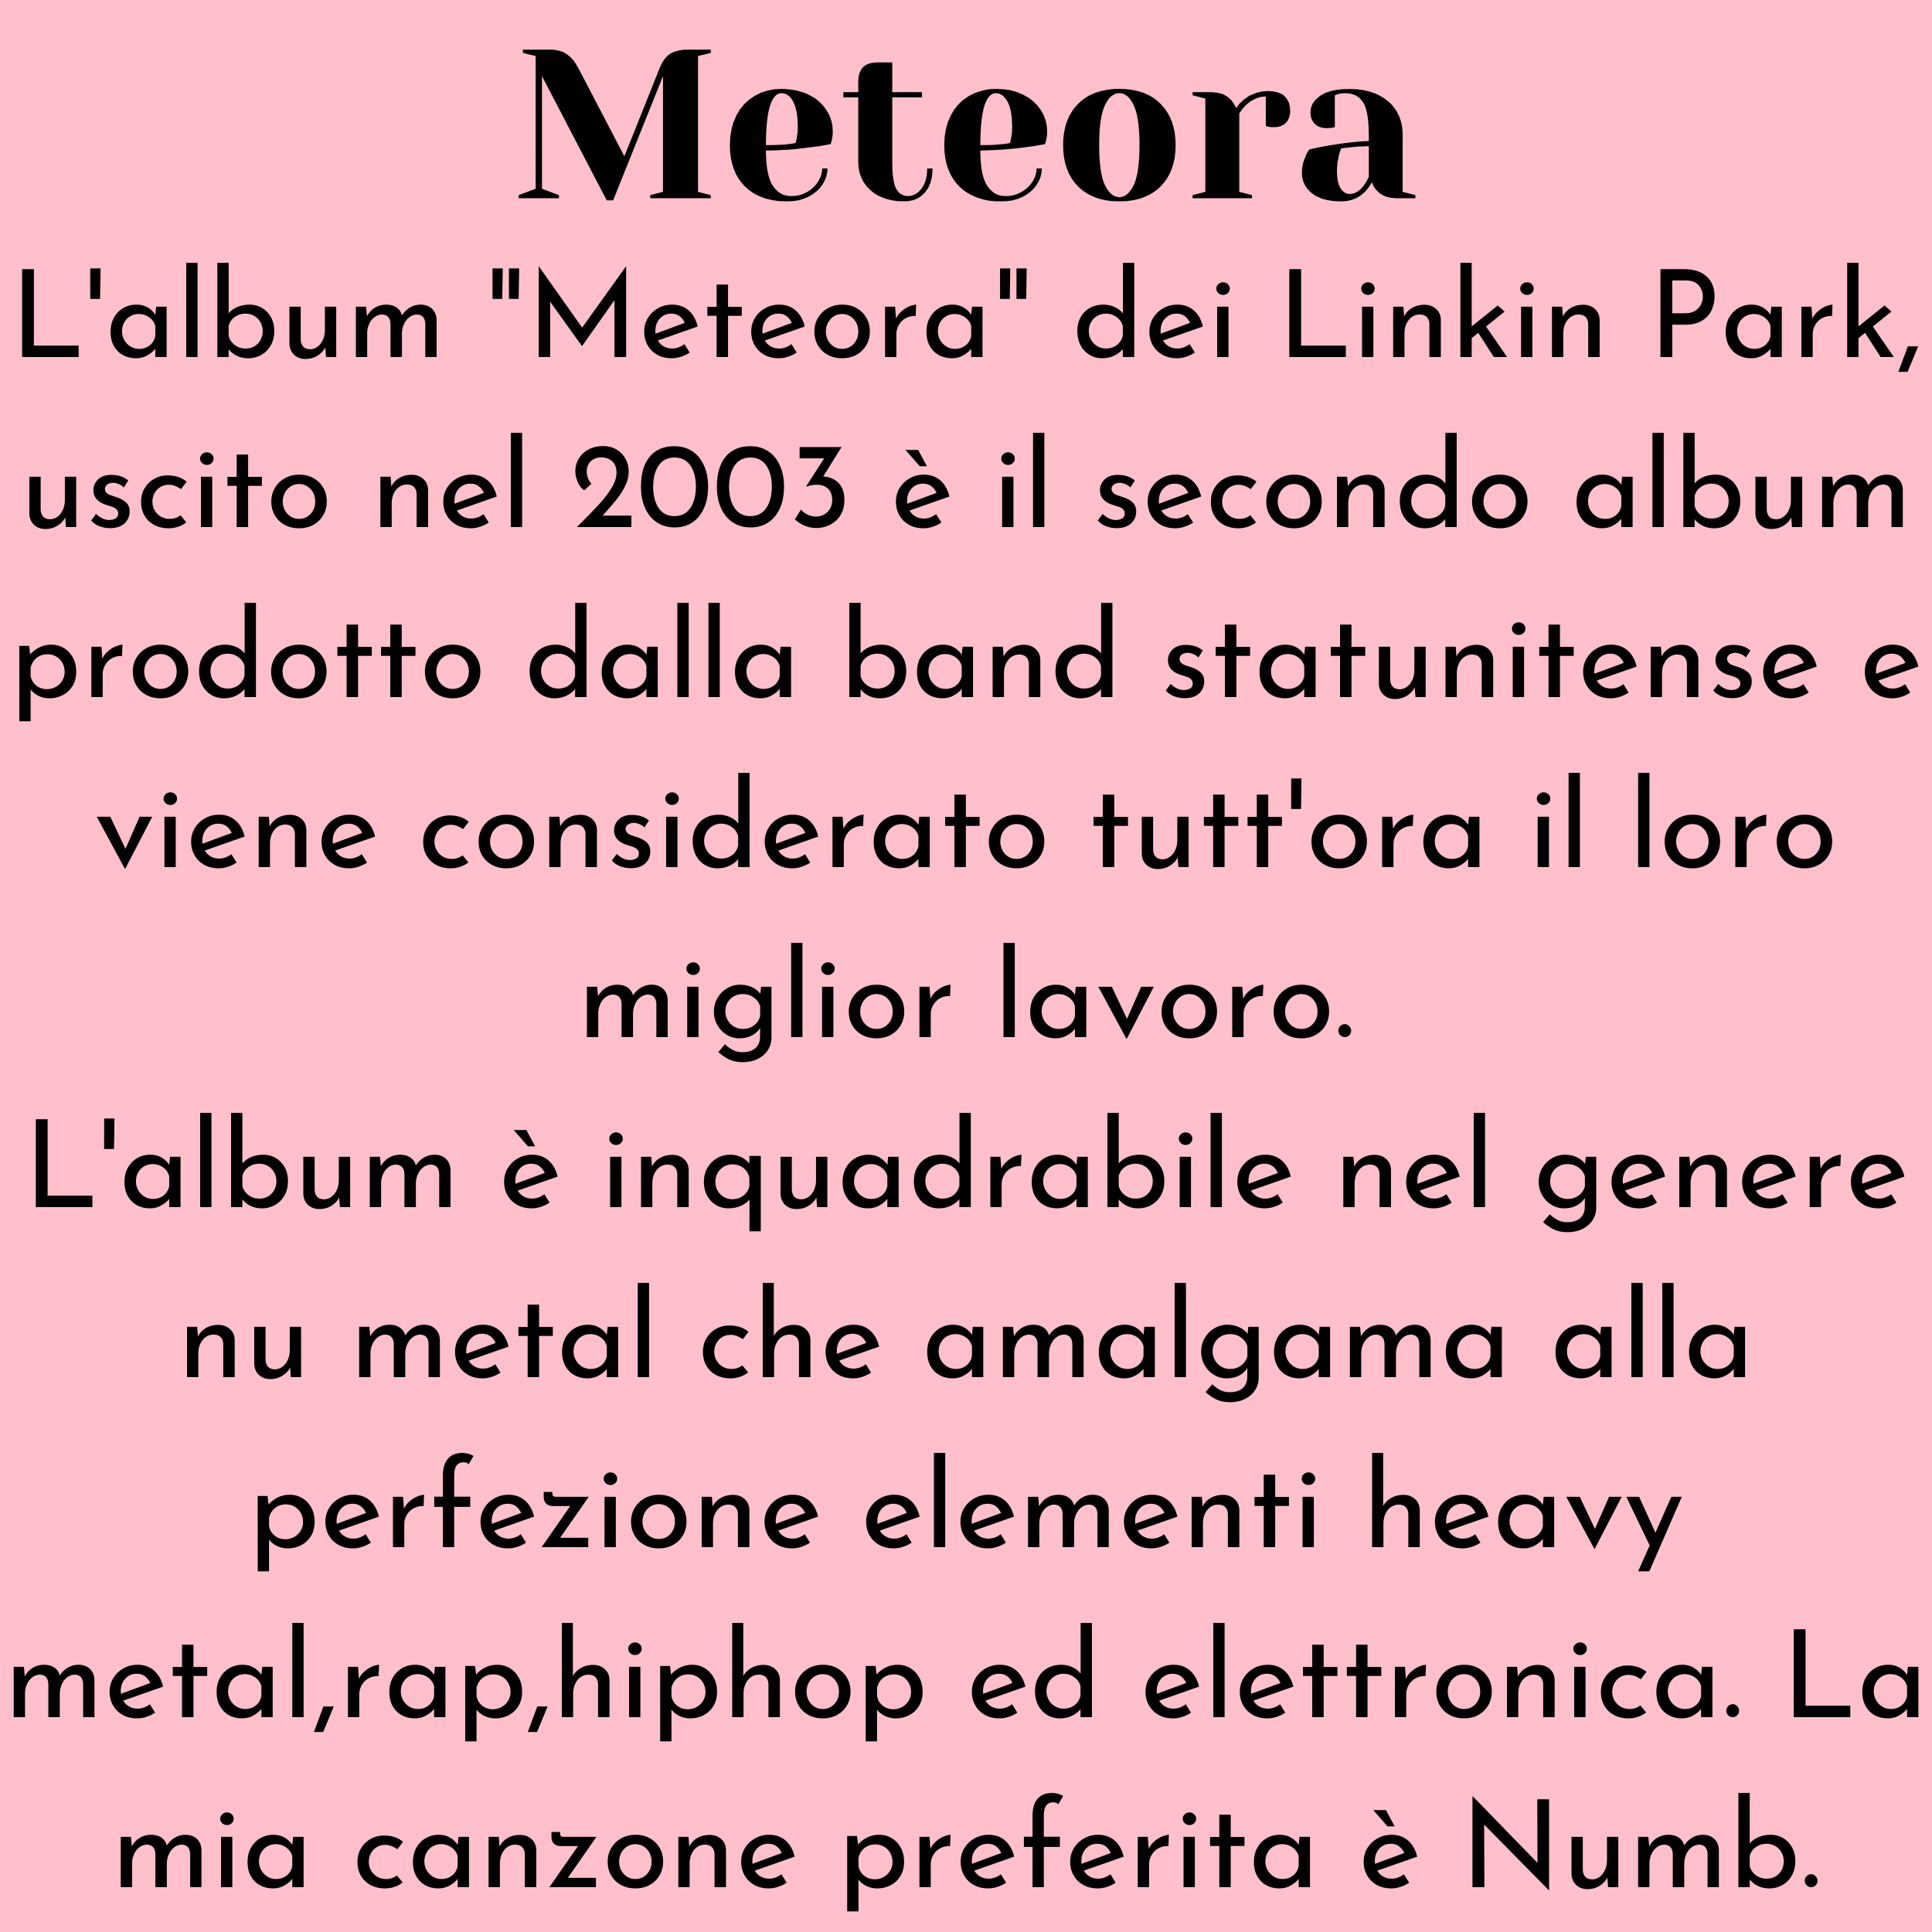 Meteora
L'album "Meteora" dei Linkin Park,
uscito nel 2003 è il secondo album
prodotto dalla band statunitense e
viene considerato tutt'ora il loro
miglior lavoro.
L'album è inquadrabile nel genere
nu metal che amalgama alla
perfezione elementi heavy
metal,rap,hiphop ed elettronica. La
mia canzone preferita è Numb.